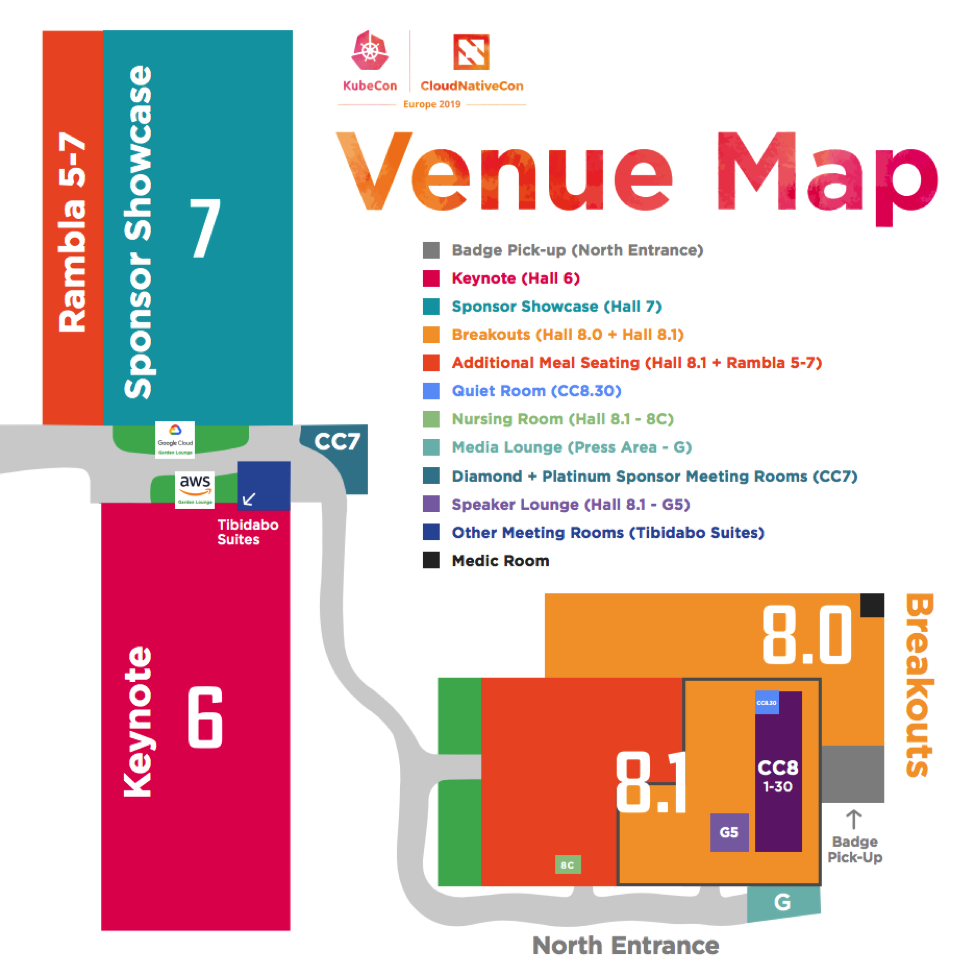 KubeCon
CloudNativeCon
Europe 2019
Venue Map
Badge Pick-up (North Entrance)
Keynote (Hall 6)
Sponsor Showcase (Hall 7)
Breakouts (Hall 8.0 + Hall 8.1)
Additional Meal Seating (Hall 8.1 + Rambla 5-7)
Quiet Room (CC8.30)
Nursing Room (Hall 8.1 - 8C)
Media Lounge (Press Area - G)
Diamond + Platinum Sponsor Meeting Rooms (CC7)
Speaker Lounge (Hall 8.1 - G5)
Other Meeting Rooms (Tibidabo Suites)
Medic Room
Rambla 5-7
Sponsor Showcase
7
Google Cloud
Garden Lounge
CC7
aws
Garden Lounge
Tibidabo
Suites
Keynote
6
8.0
Breakouts
8.1
CC8.30
CC8
1-30
G5
8C
Badge
Pick-Up
G
North Entrance